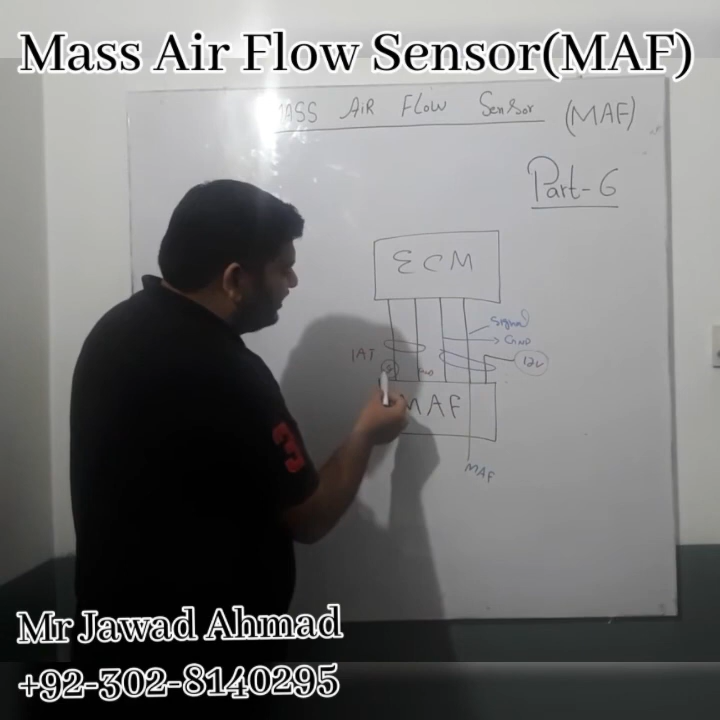 Mass Air Flow Sensor(MAF)
ASS AiR FLOW Sensor (MAF)
Part-6
ECM
Signal
GND
12v
IAT
MAF
MAF
3
Mr Jawad Ahmad
+92-302-8140295